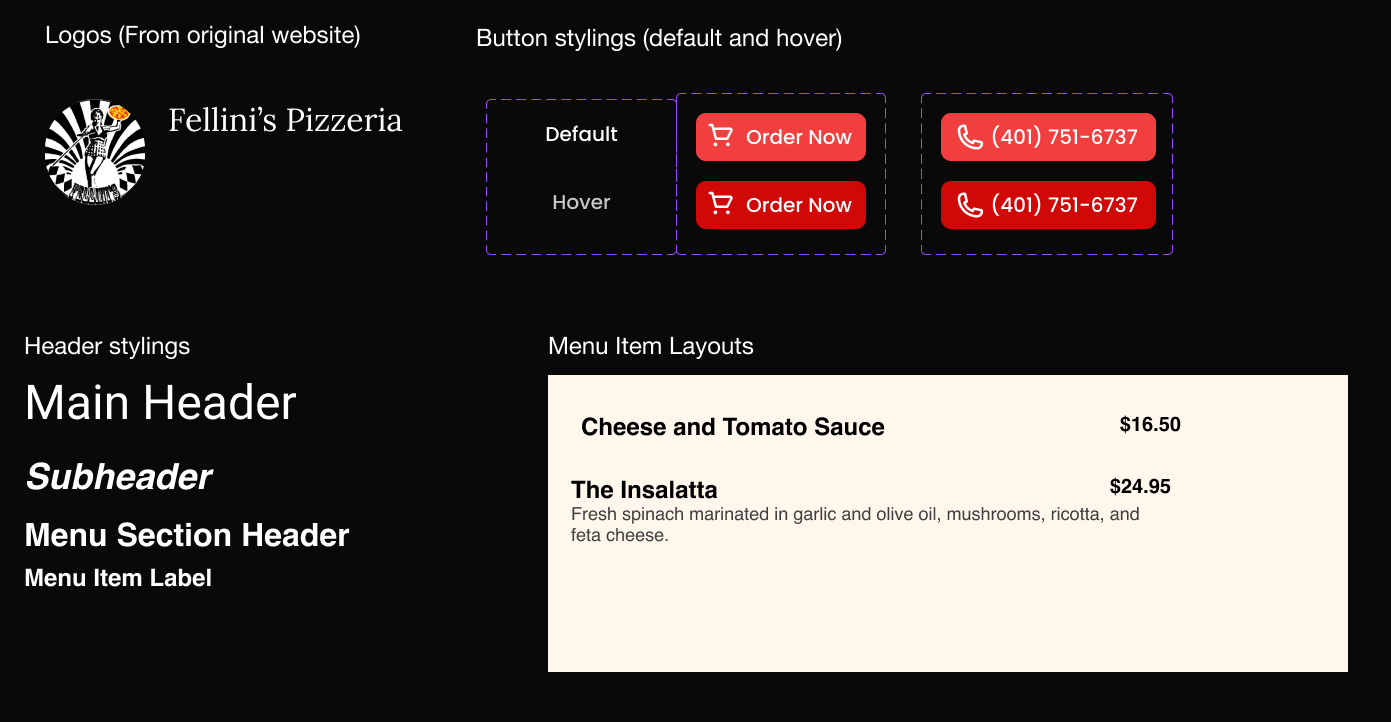 Logos (From original website)
Button stylings (default and hover)
Fellini’s Pizzeria
FELLINI'S
Default
Order Now
(401) 751-6737
Hover
Order Now
(401) 751-6737
Header stylings
Main Header
Subheader
Menu Section Header
Menu Item Label
Menu Item Layouts
Cheese and Tomato Sauce
$16.50
The Insalatta
$24.95
Fresh spinach marinated in garlic and olive oil, mushrooms, ricotta, and
feta cheese.